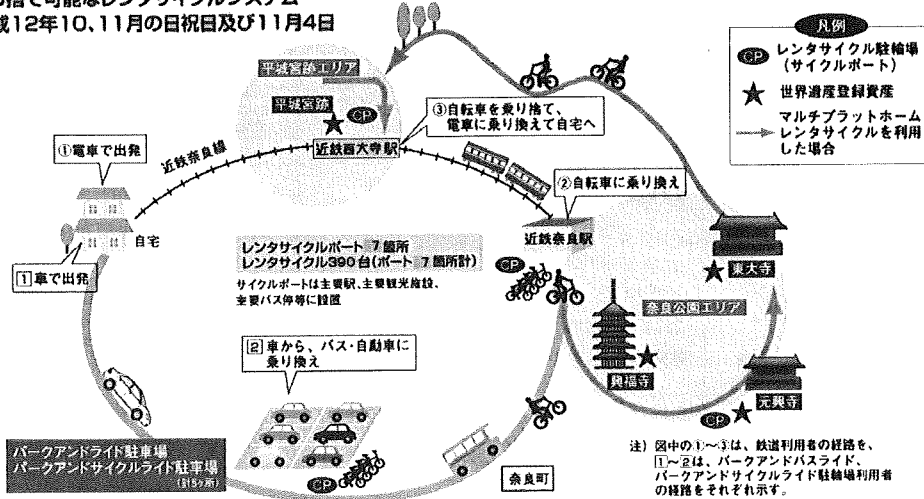 捨て可能なレンタサイクルシステム
成12年10、11月の日祝日及び11月4日
凡例
CP レンタサイクル駐輪場
(サイクルポート)
世界遺産登録資産
マルチプラットホーム
レンタサイクルを利用
した場合
平城宮跡エリア
平城宮跡
CP
③自転車を乗り捨て、
電車に乗り換えて自宅へ
近鉄西大寺駅
近鉄奈良線
①電車で出発
自宅
1 車で出発
②自転車に乗り換え
近鉄奈良駅
CP
レンタサイクルポート 7箇所
レンタサイクル390台(ポート 7箇所計)
サイクルポートは主要駅、主要観光施設、
主要バス停等に設置
東大寺
奈良公園エリア
興福寺
元興寺
CP
2 車から、バス・自動車に
乗り換え
パークアンドライド駐車場
パークアンドサイクルライド駐車場
(計5ヶ所)
CP
奈良町
注) 図中の①~③は、鉄道利用者の経路を、
1~2は、パークアンドバスライド、
パークアンドサイクルライド駐輪場利用者
の経路をそれぞれ示す。